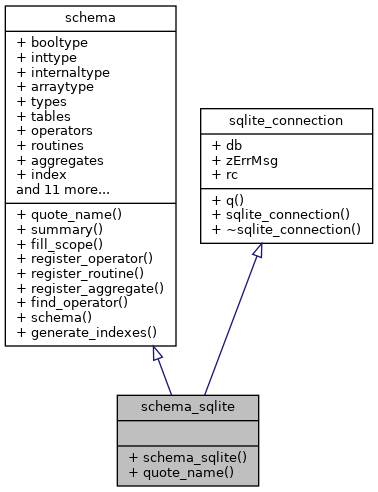 schema
+ booltype
+ inttype
+ internaltype
+ arraytype
+ types
+ tables
+ operators
+ routines
+ aggregates
+ index
and 11 more...
+ quote_name()
+ summary()
+ fill_scope()
+ register_operator()
+ register_routine()
+ register_aggregate()
+ find_operator()
+ schema()
+ generate_indexes()
sqlite_connection
+ db
+ zErrMsg
+ rc
+ q()
+ sqlite_connection()
+ ~sqlite_connection()
schema_sqlite
+ schema_sqlite()
+ quote_name()